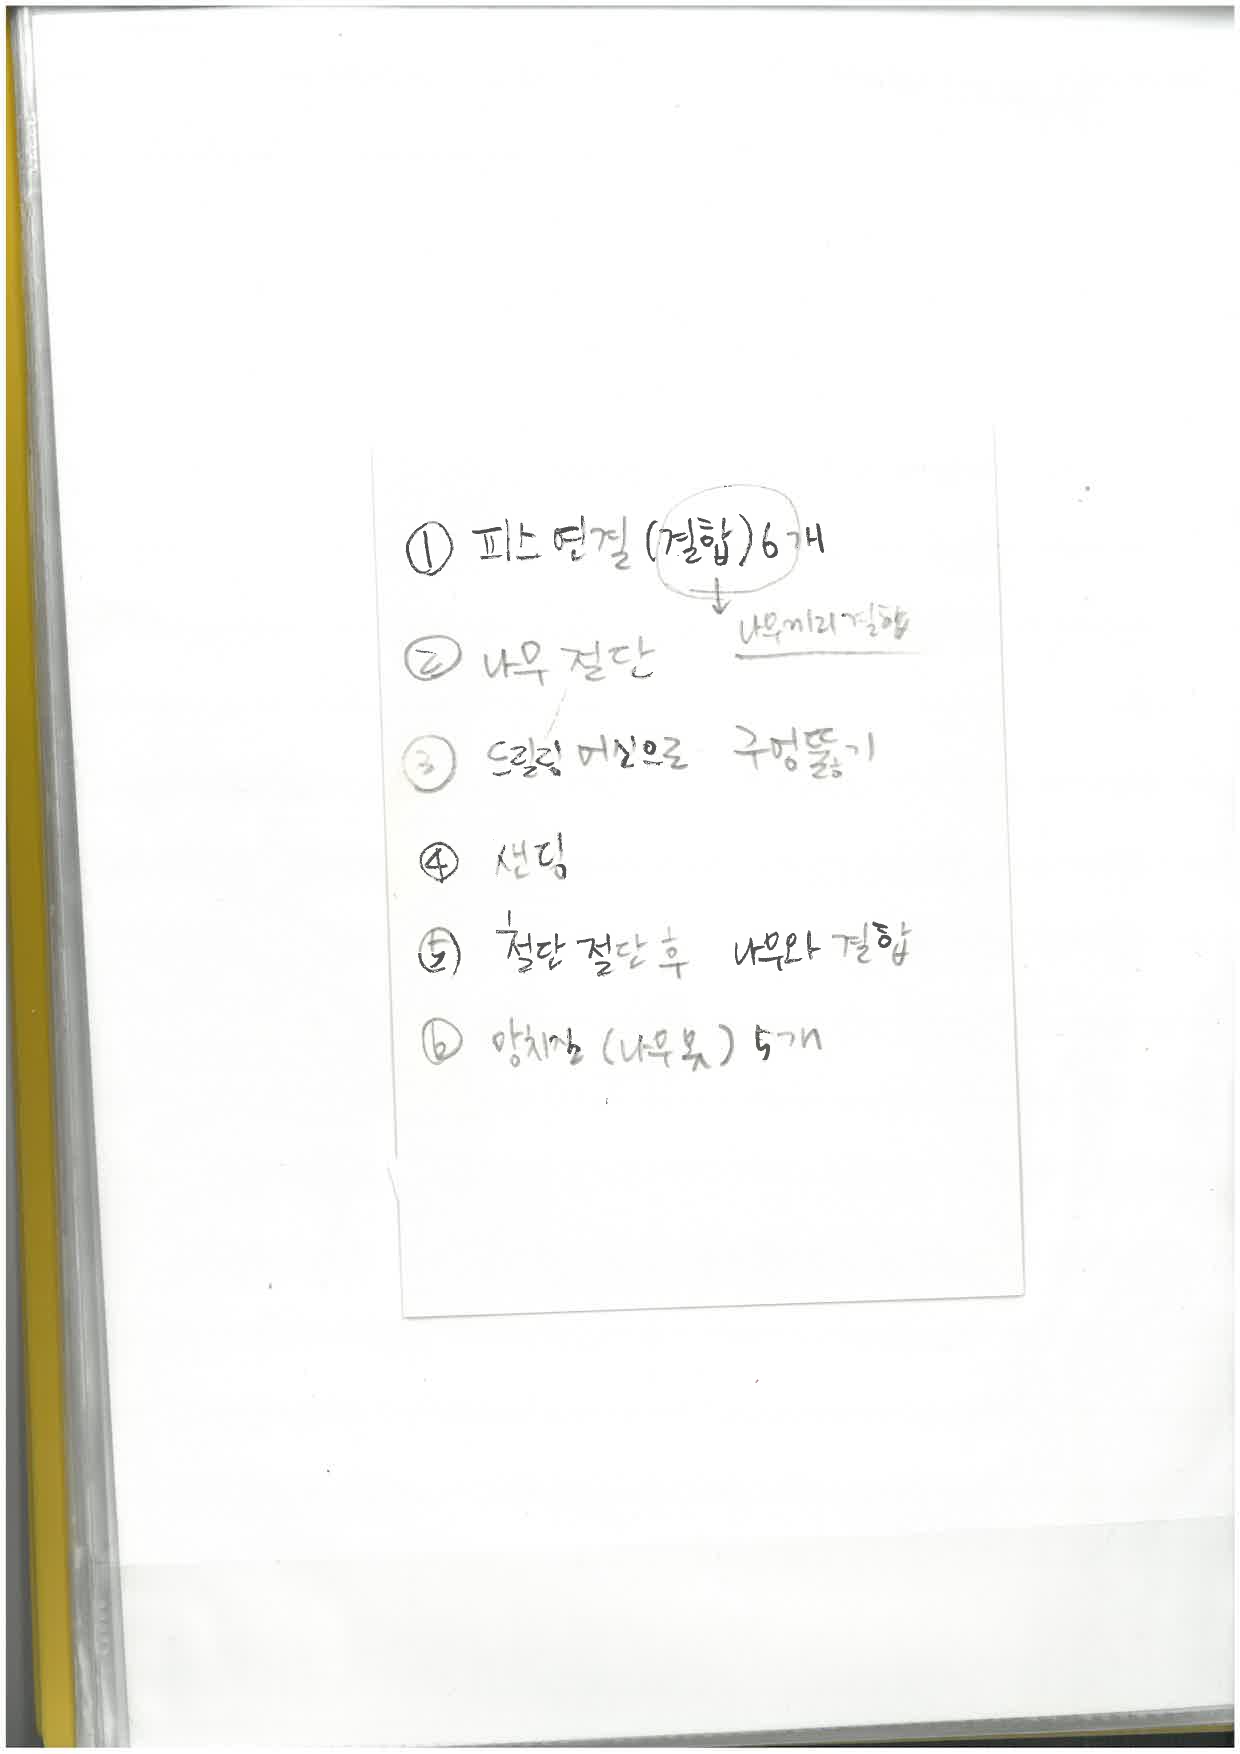 ① 피스 연결 (결합) 6개
↓ 나무끼리 결합
② 나무 절단
③ 드릴링 머신으로 구멍뚫기
④ 샌딩
⑤ 철단 절단 후 나무와 결합
⑥ 망치질 (나무못) 5개